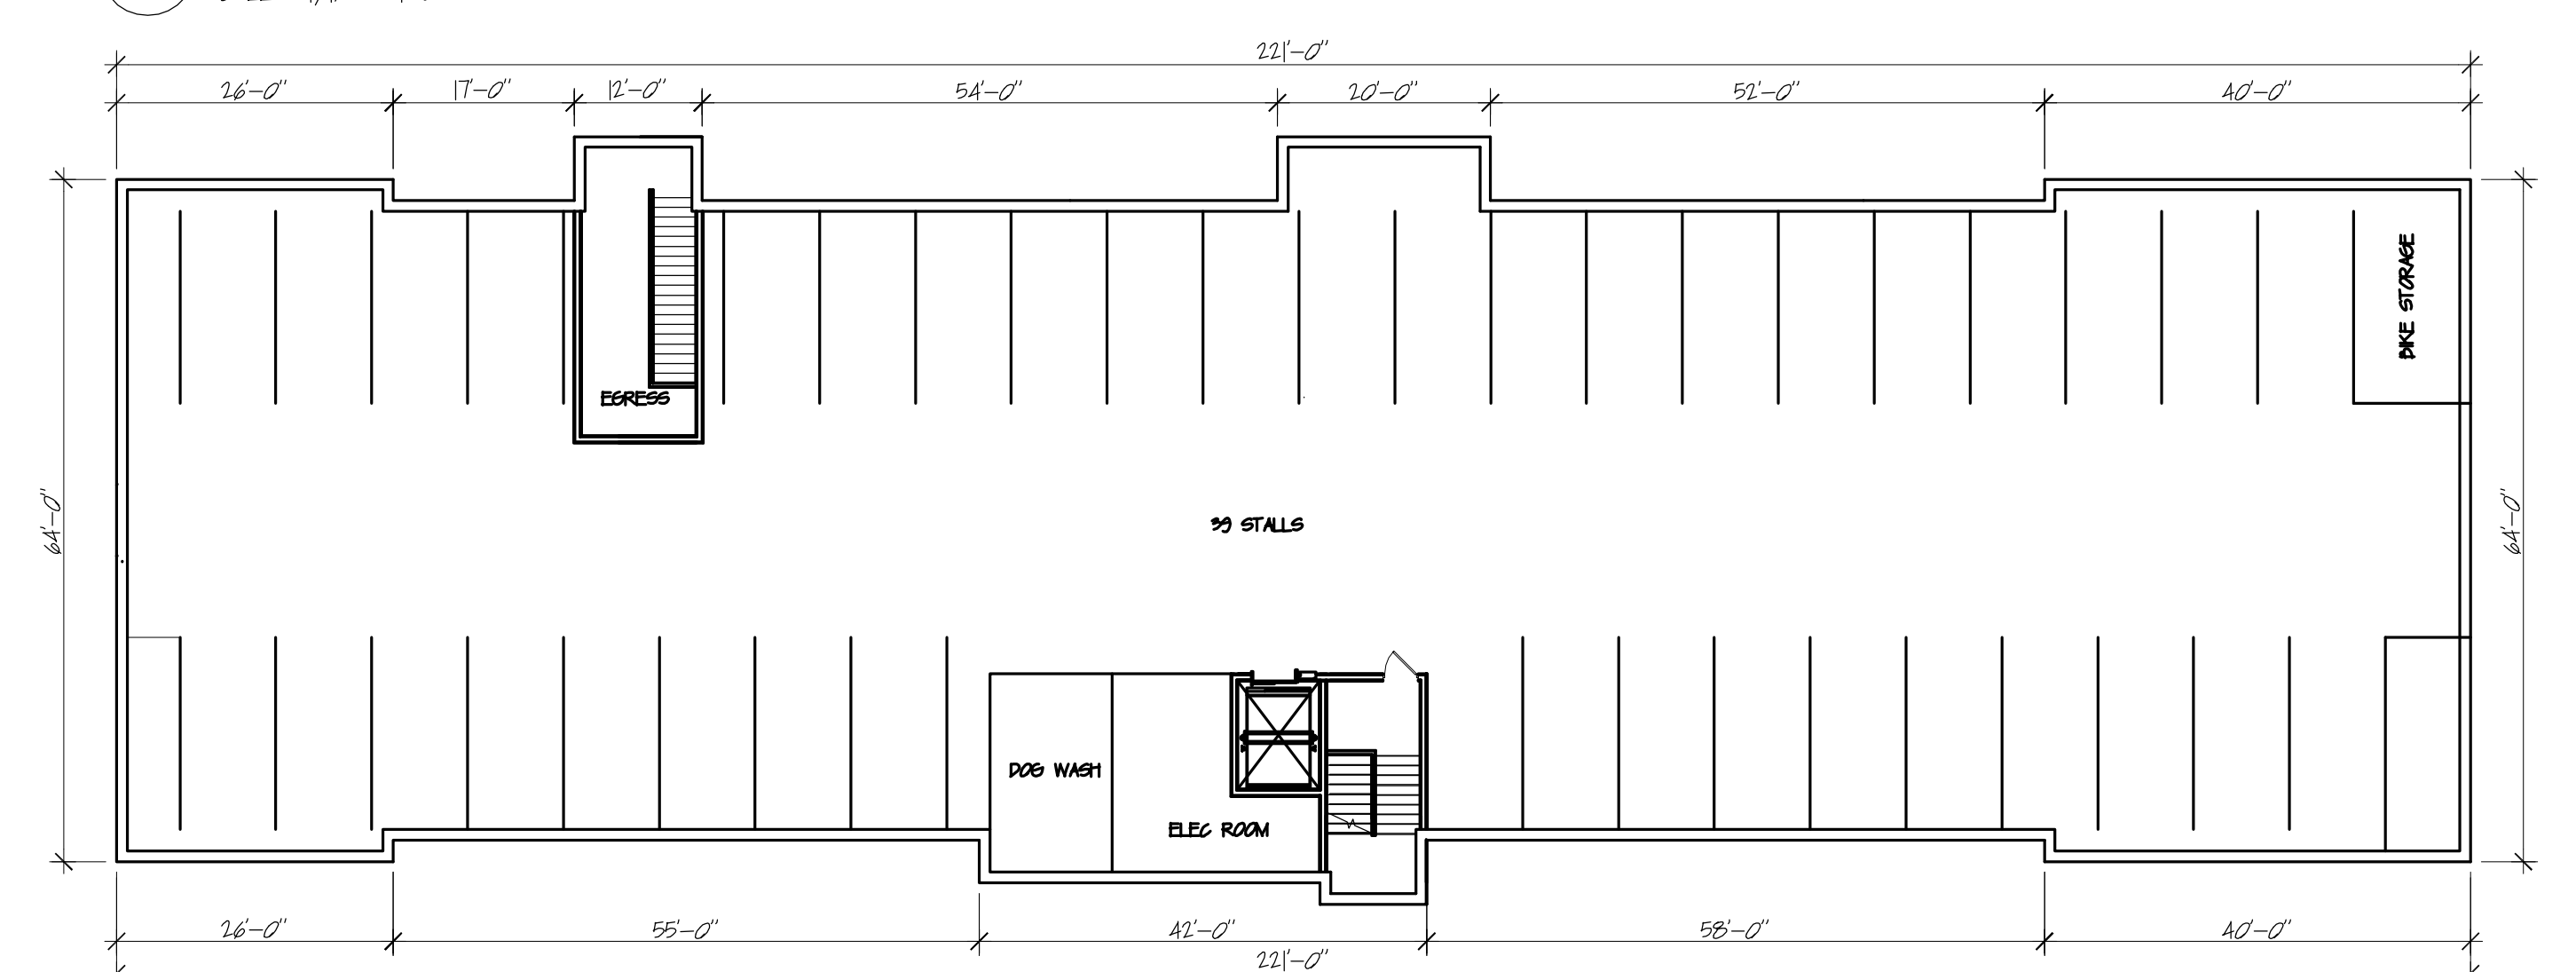 221'-0"
26'-0" 17'-0" 12'-0" 54'-0" 20'-0" 52'-0" 40'-0"
BIKE STORAGE
EGRESS
64'-0"
39 STALLS
64'-0"
DOG WASH
ELEC ROOM
26'-0" 55'-0" 42'-0" 58'-0" 40'-0"
221'-0"